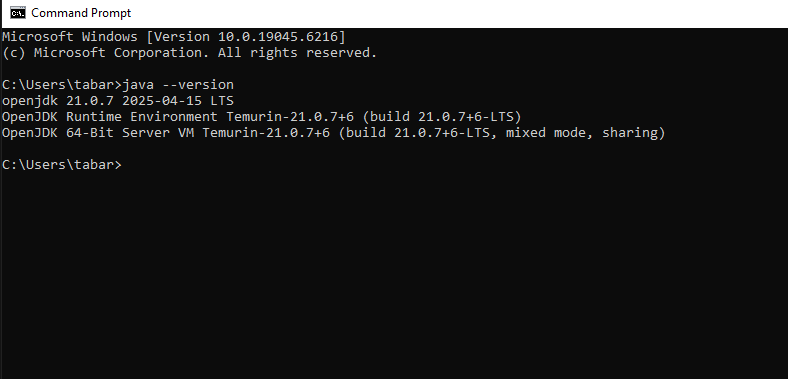 Command Prompt
Microsoft Windows [Version 10.0.19045.6216]
(c) Microsoft Corporation. All rights reserved.
C:\Users\tabar>java --version
openjdk 21.0.7 2025-04-15 LTS
OpenJDK Runtime Environment Temurin-21.0.7+6 (build 21.0.7+6-LTS)
OpenJDK 64-Bit Server VM Temurin-21.0.7+6 (build 21.0.7+6-LTS, mixed mode, sharing)
C:\Users\tabar>